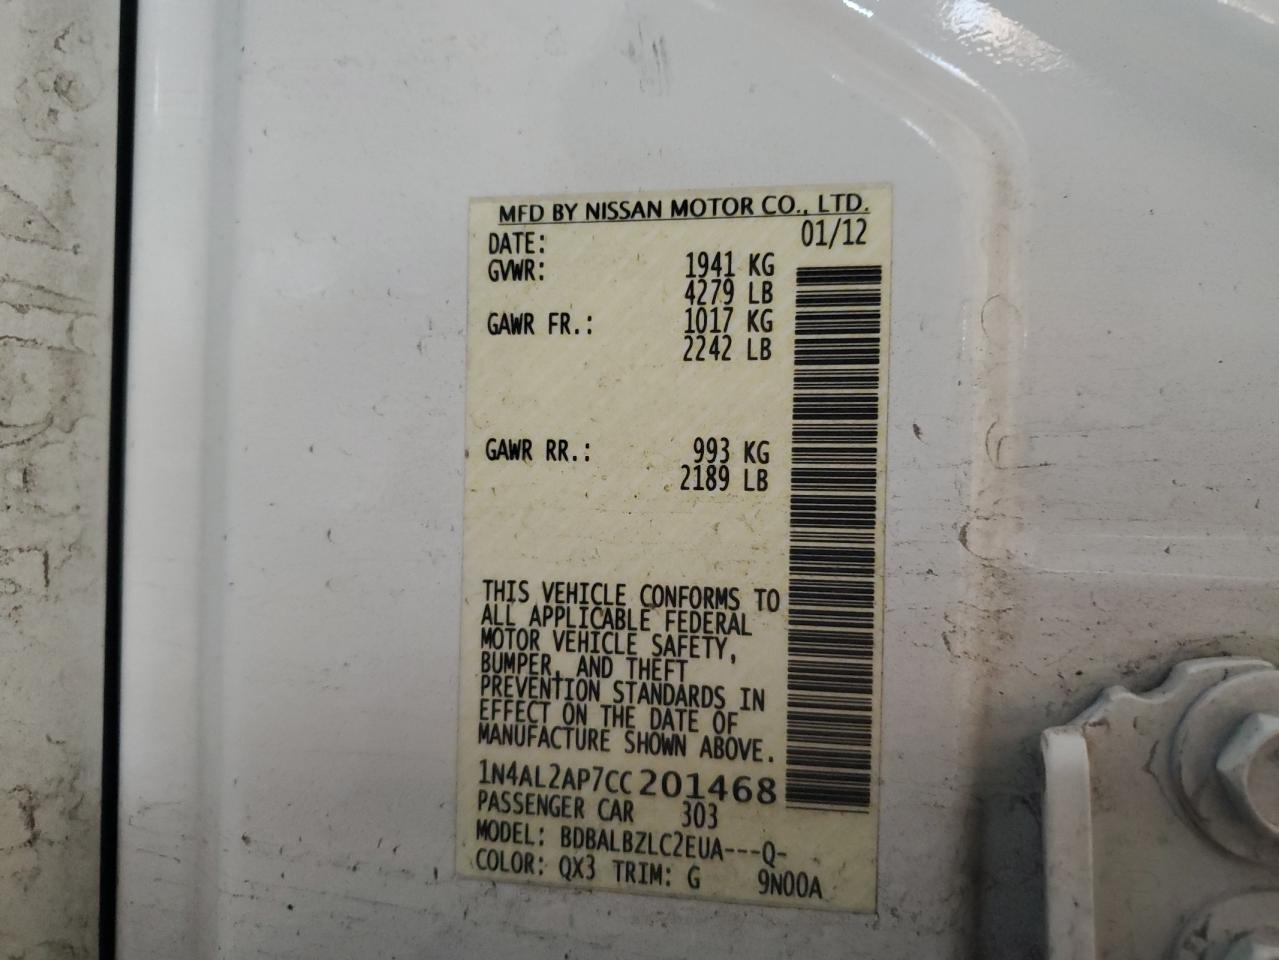 MFD BY NISSAN MOTOR CO., LTD.
DATE: 01/12
GVWR: 1941 KG
4279 LB
GAWR FR.: 1017 KG
2242 LB
GAWR RR.: 993 KG
2189 LB
THIS VEHICLE CONFORMS TO
ALL APPLICABLE FEDERAL
MOTOR VEHICLE SAFETY,
BUMPER, AND THEFT
PREVENTION STANDARDS IN
EFFECT ON THE DATE OF
MANUFACTURE SHOWN ABOVE.
1N4AL2AP7CC201468
PASSENGER CAR 303
MODEL: BDBALBZLC2EUA---Q-
COLOR: QX3 TRIM: G 9N00A